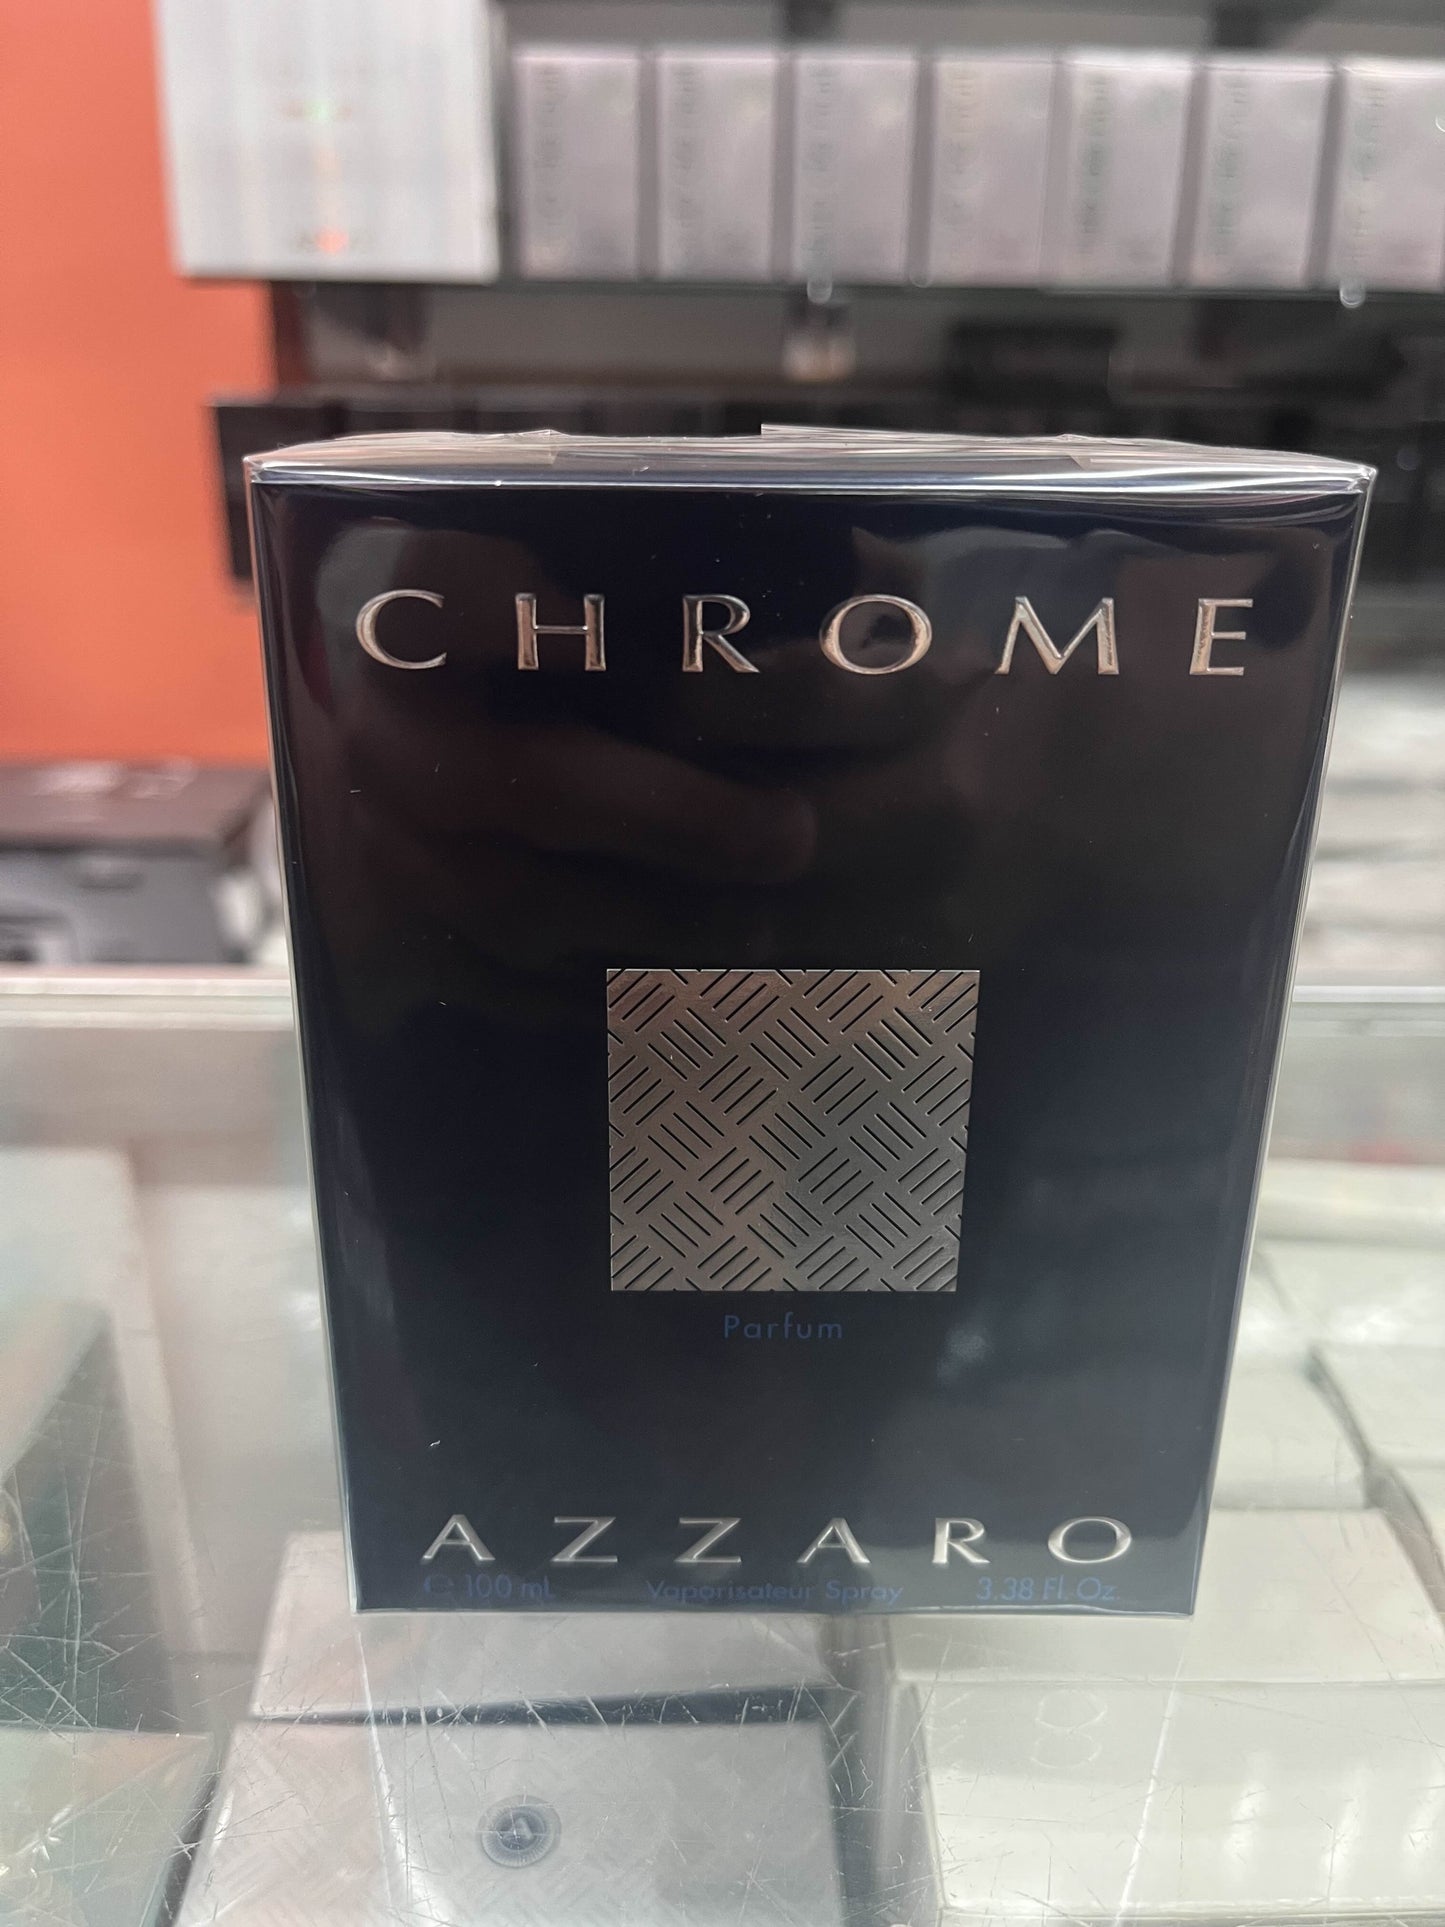 CHROME
Parfum
AZZARO
e 100 mL Vaporisateur Spray 3.38 Fl. Oz.